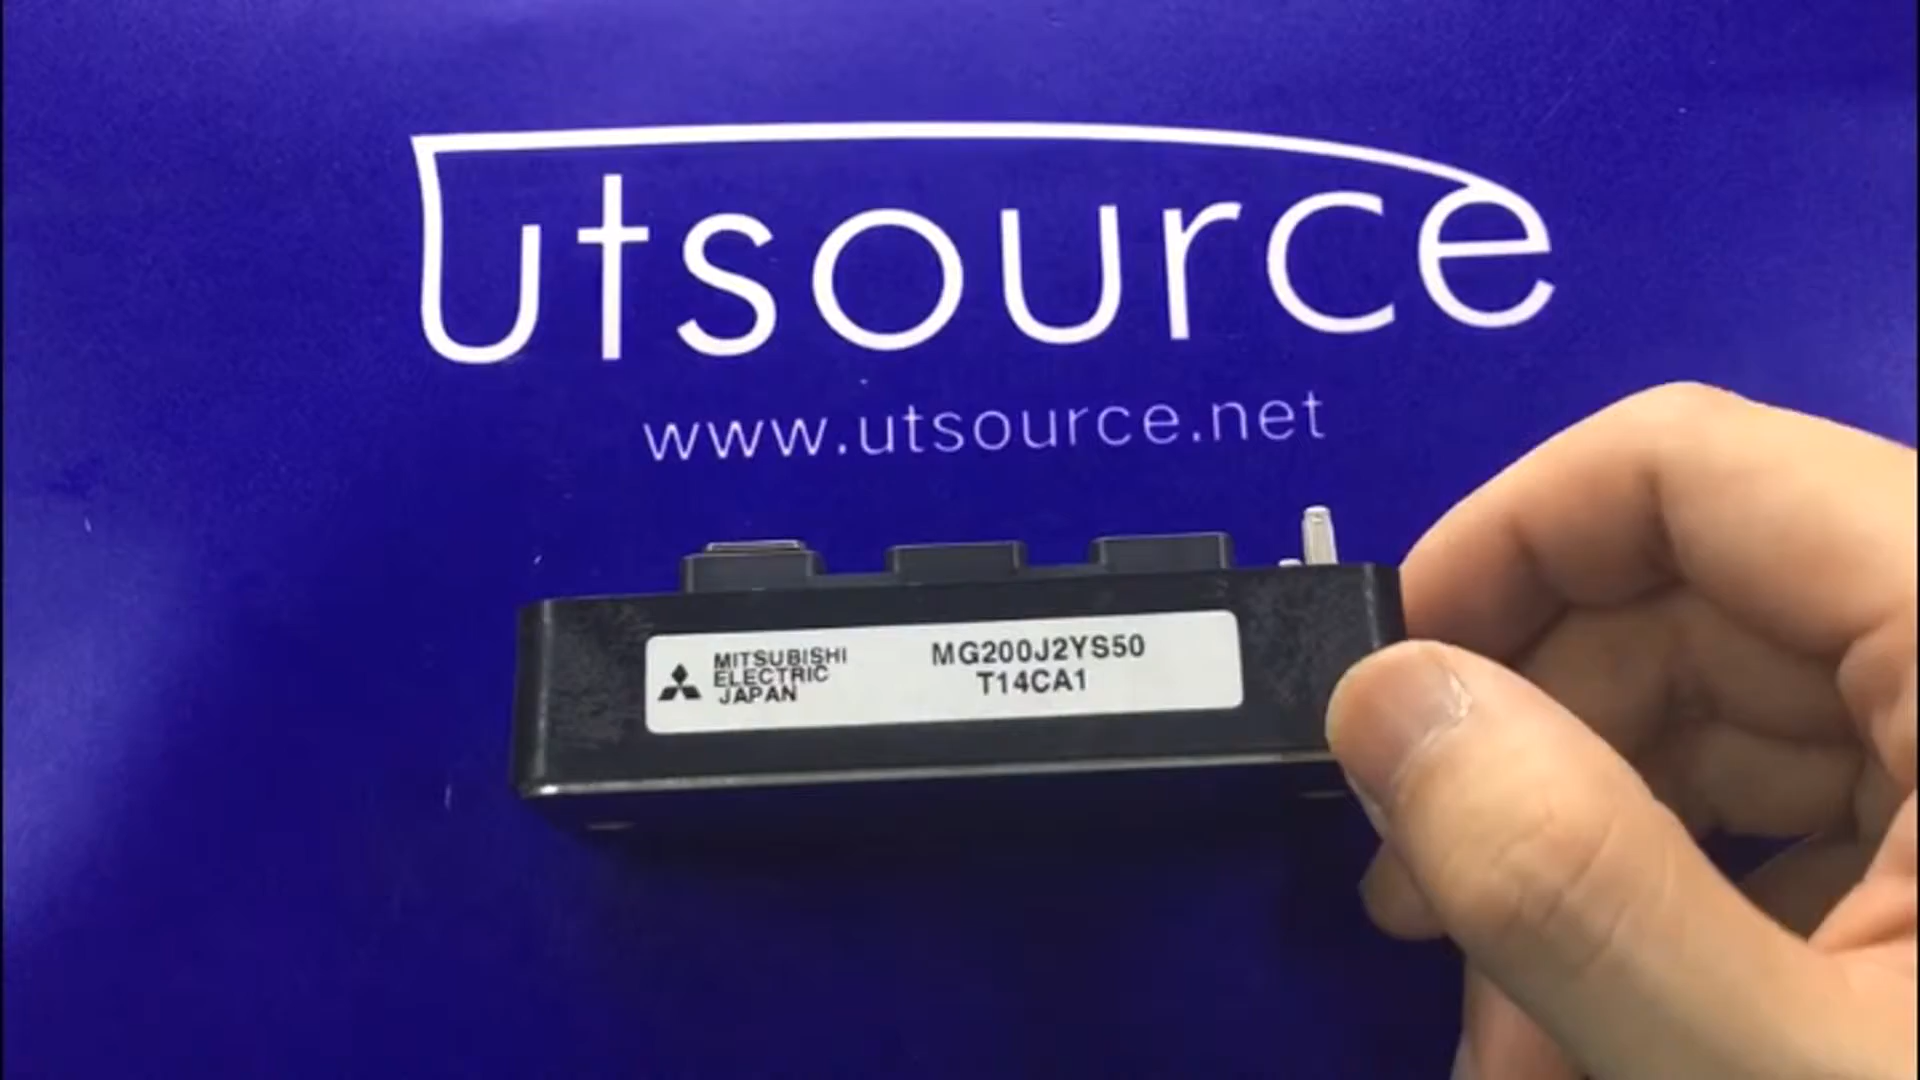 utsource
www.utsource.net
MITSUBISHI
ELECTRIC
JAPAN
MG200J2YS50
T14CA1